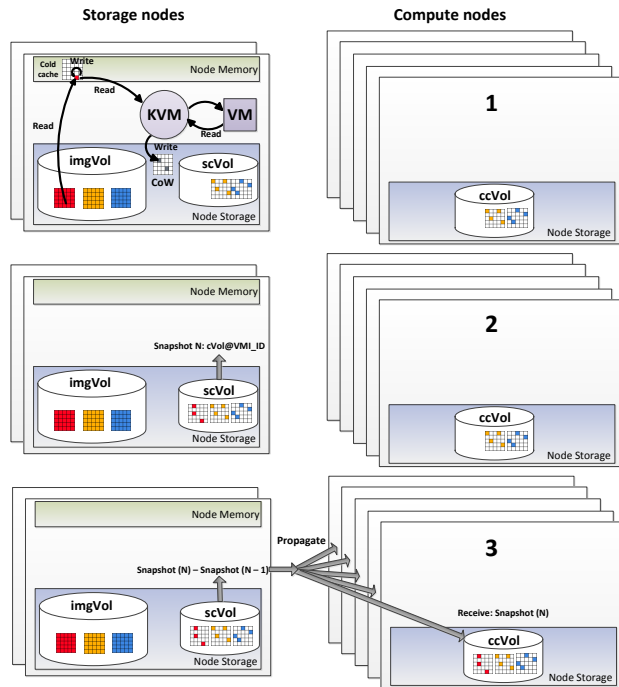 Storage nodes
Compute nodes
Cold
cache
Write
Node Memory
Read
Read
KVM
VM
Read
Write
imgVol
CoW
scVol
Node Storage
1
ccVol
Node Storage
Node Memory
Snapshot N: cVol@VMI_ID
imgVol
scVol
Node Storage
2
ccVol
Node Storage
Node Memory
Snapshot (N) – Snapshot (N – 1)
imgVol
scVol
Node Storage
Propagate
3
Receive: Snapshot (N)
ccVol
Node Storage